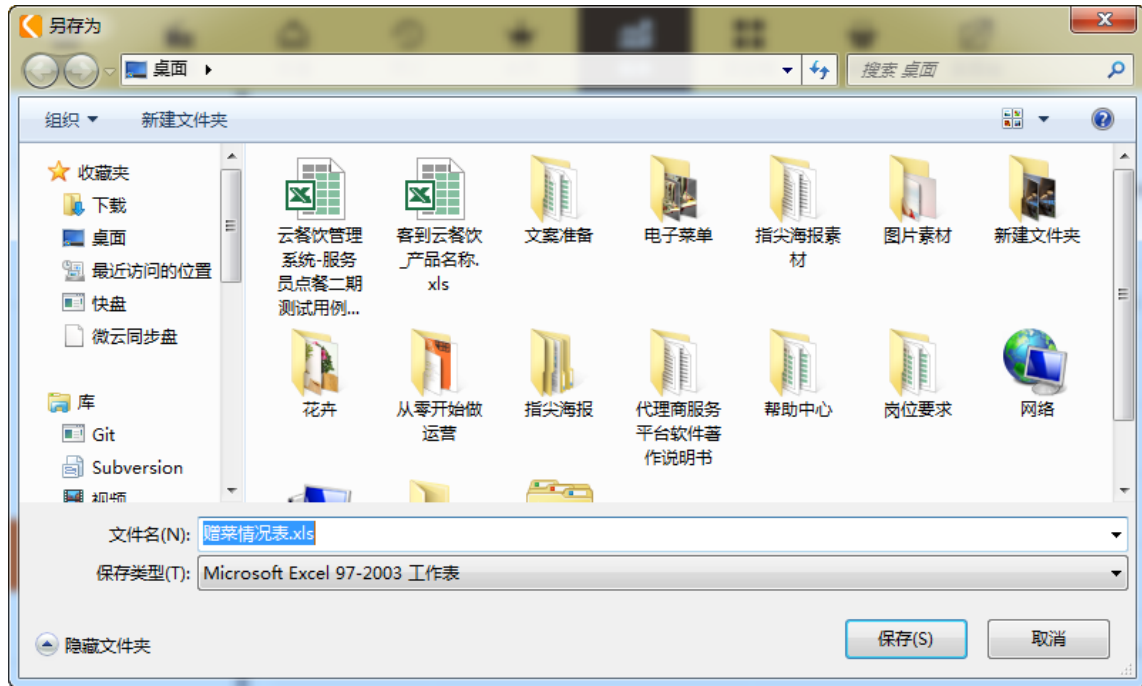 另存为
桌面
搜索 桌面
组织
新建文件夹
收藏夹
下载
桌面
最近访问的位置
快盘
微云同步盘
库
Git
Subversion
视频
云餐饮管理
系统-服务
员点餐二期
测试用例...
客到云餐饮
_产品名称.
xls
文案准备
电子菜单
指尖海报素
材
图片素材
新建文件夹
花卉
从零开始做
运营
指尖海报
代理商服务
平台软件著
作说明书
帮助中心
岗位要求
网络
文件名(N):
赠菜情况表.xls
保存类型(T):
Microsoft Excel 97-2003 工作表
隐藏文件夹
保存(S)
取消